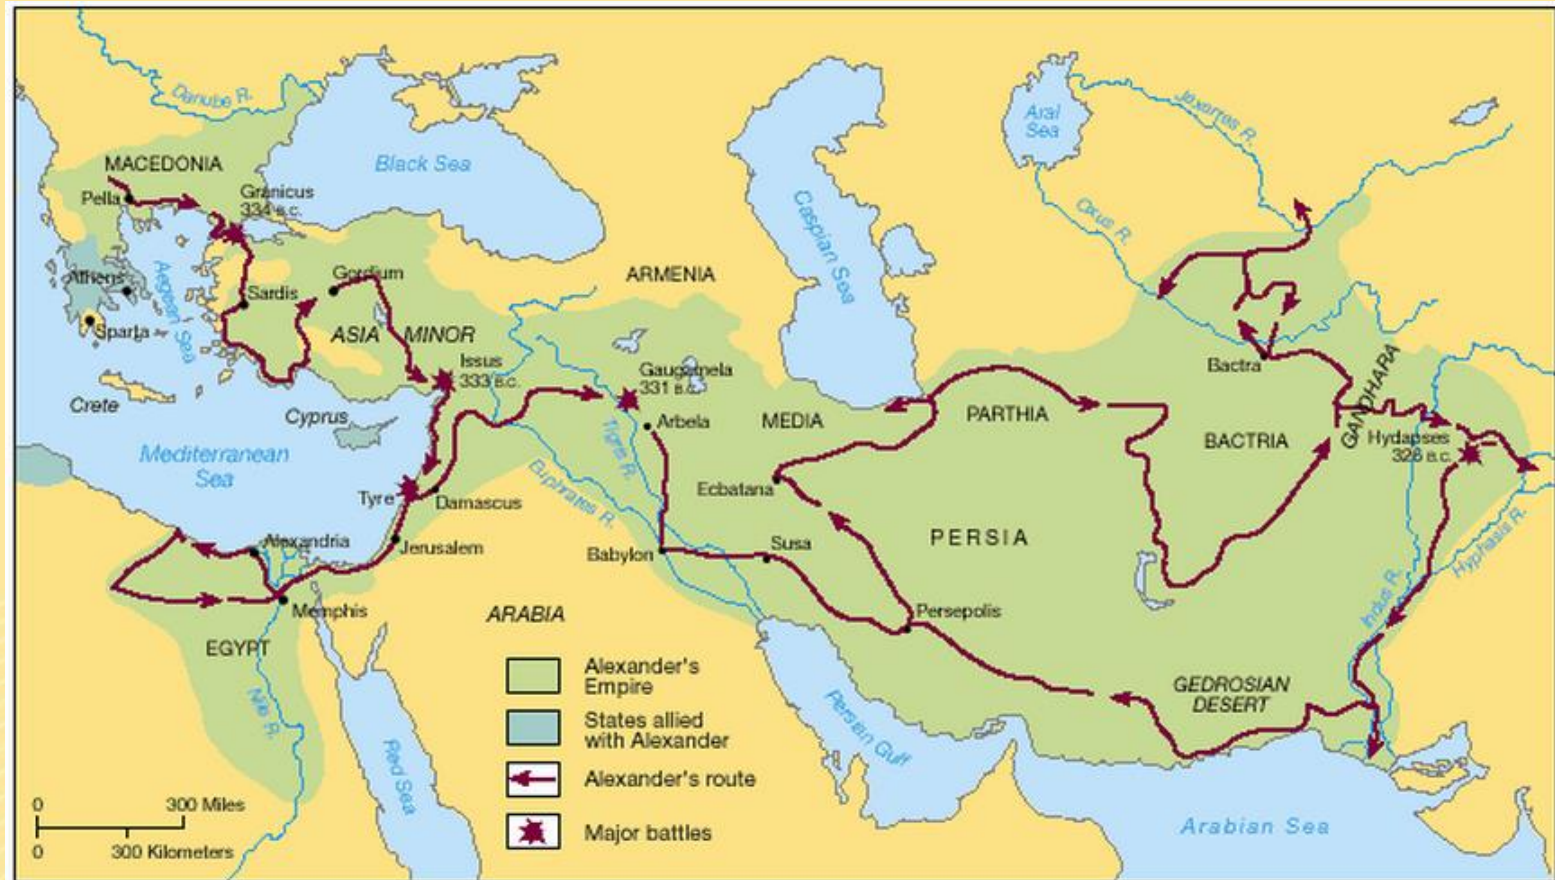 Danube R.
MACEDONIA
Pella
Granicus
334 B.C.
Black Sea
Aral
Sea
Jaxartes R.
Oxus R.
Caspian Sea
Athens
Aegean Sea
Sparta
Sardis
Gordium
ASIA MINOR
ARMENIA
Issus
333 B.C.
Gaugamela
331 B.C.
Arbela
Tigris R.
MEDIA
PARTHIA
Bactra
BACTRIA
GANDHARA
Hydapses
326 B.C.
Crete
Cyprus
Mediterranean
Sea
Tyre
Damascus
Euphrates R.
Ecbatana
PERSIA
Alexandria
Jerusalem
Babylon
Susa
Memphis
ARABIA
Persepolis
Indus R.
Hyphasis R.
EGYPT
Nile R.
Red Sea
Persian Gulf
GEDROSIAN
DESERT
Arabian Sea
Alexander's
Empire
States allied
with Alexander
Alexander's route
Major battles
0 300 Miles
0 300 Kilometers